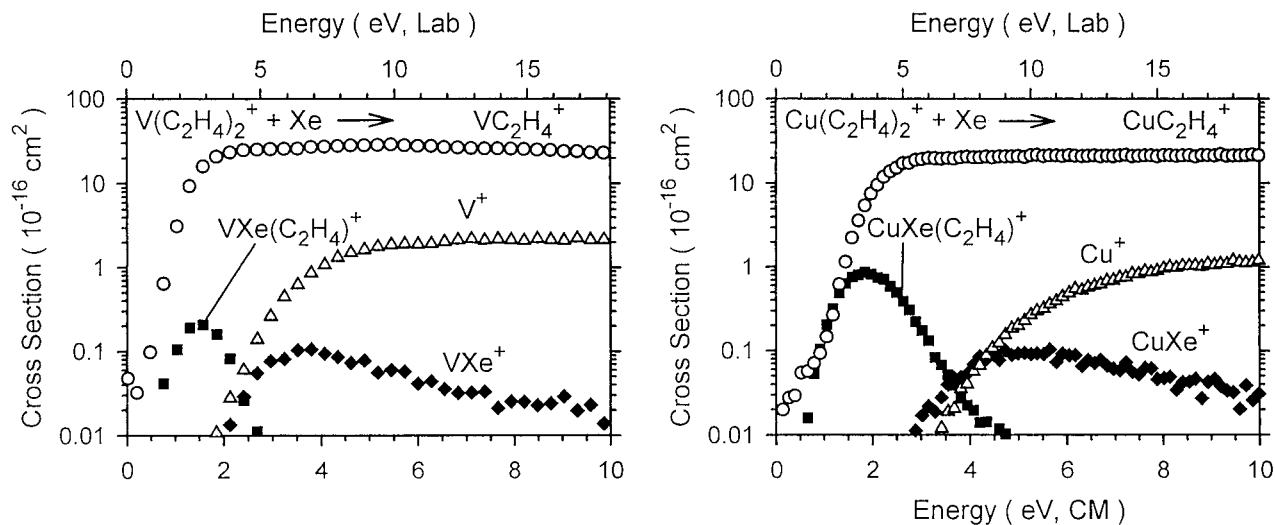 Energy ( eV, Lab)
0 5 10 15
100
10
1
0.1
0.01
Cross Section ( 10⁻¹⁶ cm²)
V(C₂H₄)₂⁺ + Xe → VC₂H₄⁺
VXe(C₂H₄)⁺
V⁺
VXe⁺
0 2 4 6 8 10
Energy ( eV, Lab)
0 5 10 15
100
10
1
0.1
0.01
Cross Section ( 10⁻¹⁶ cm²)
Cu(C₂H₄)₂⁺ + Xe → CuC₂H₄⁺
CuXe(C₂H₄)⁺
Cu⁺
CuXe⁺
0 2 4 6 8 10
Energy ( eV, CM)